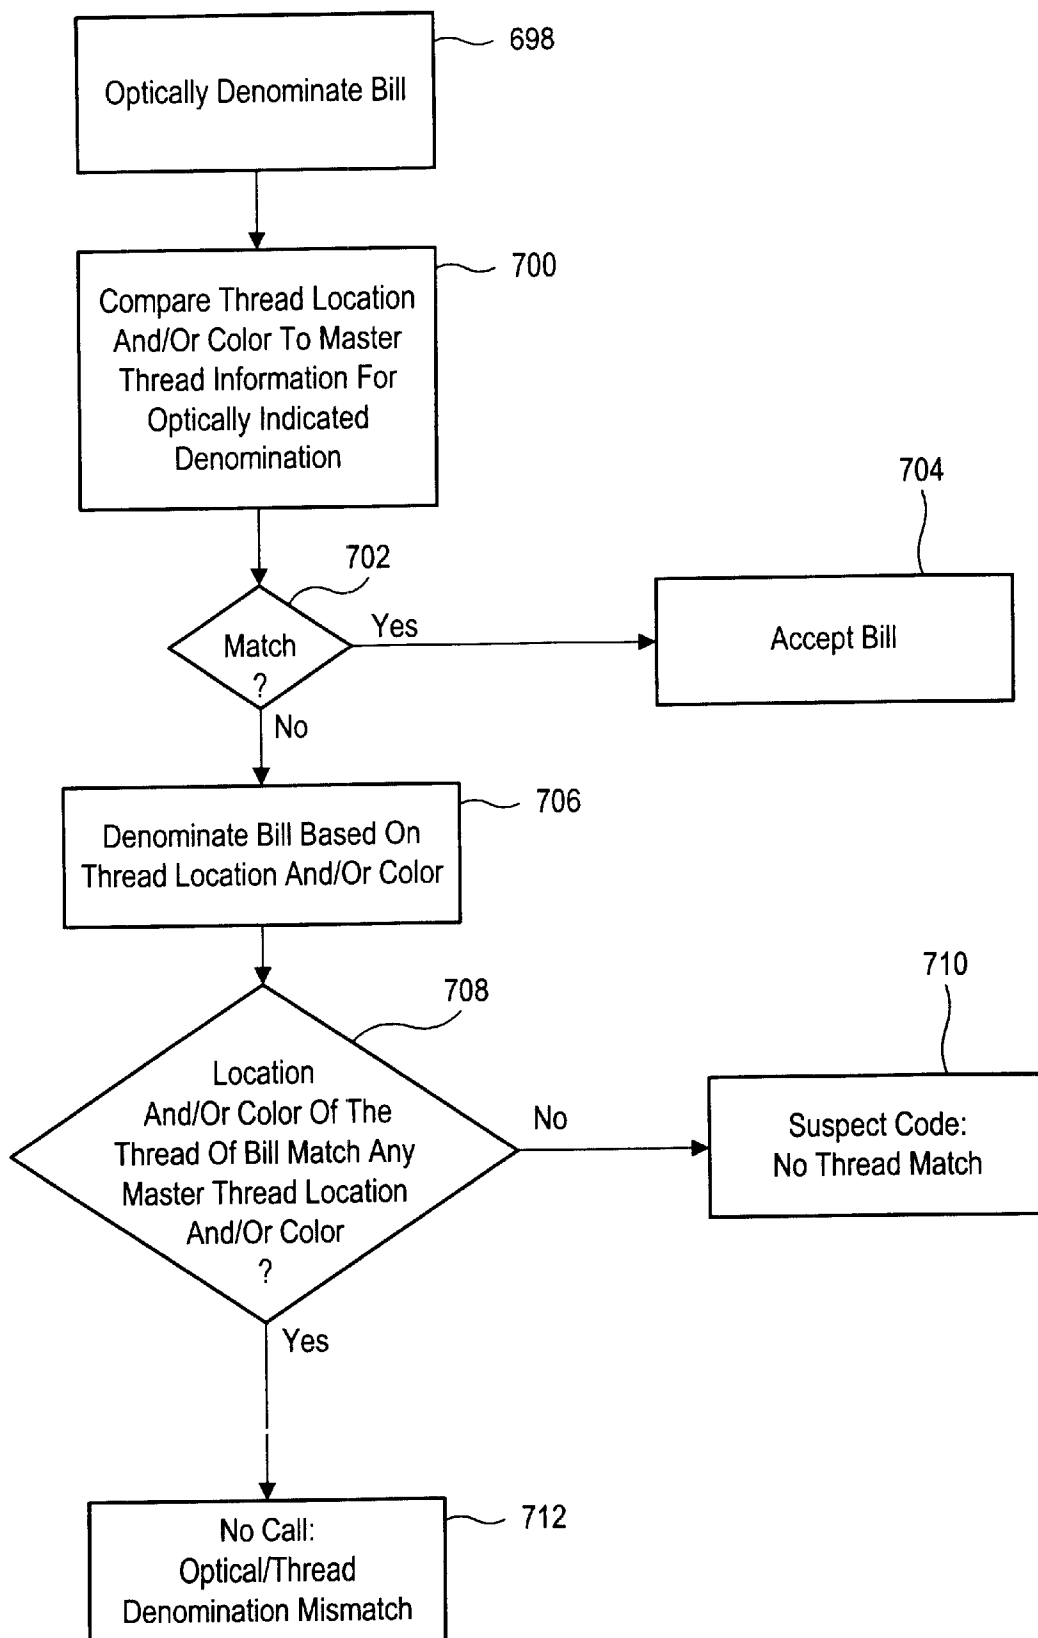 698
Optically Denominate Bill
700
Compare Thread Location
And/Or Color To Master
Thread Information For
Optically Indicated
Denomination
704
702
Match
?
Yes
Accept Bill
No
706
Denominate Bill Based On
Thread Location And/Or Color
710
708
Location
And/Or Color Of The
Thread Of Bill Match Any
Master Thread Location
And/Or Color
?
No
Suspect Code:
No Thread Match
Yes
712
No Call:
Optical/Thread
Denomination Mismatch